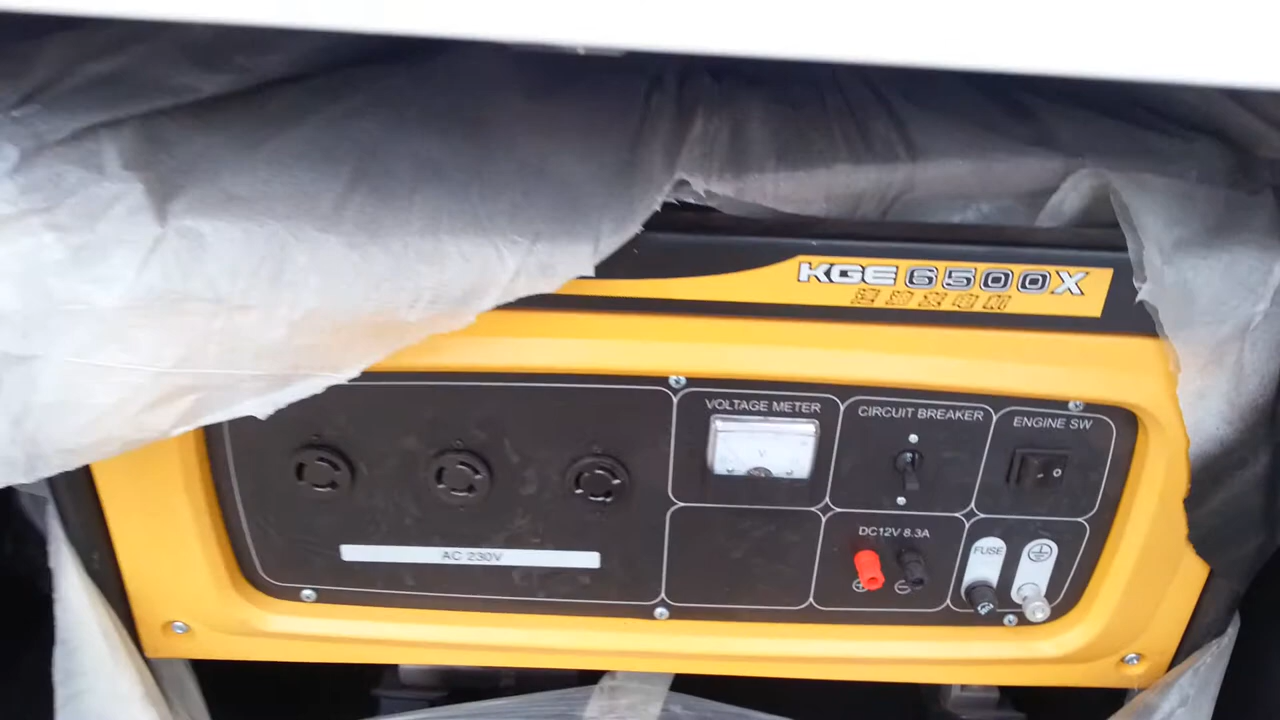 KGE6500X
AC 230V
VOLTAGE METER
V
CIRCUIT BREAKER
ENGINE SW
DC12V 8.3A
FUSE